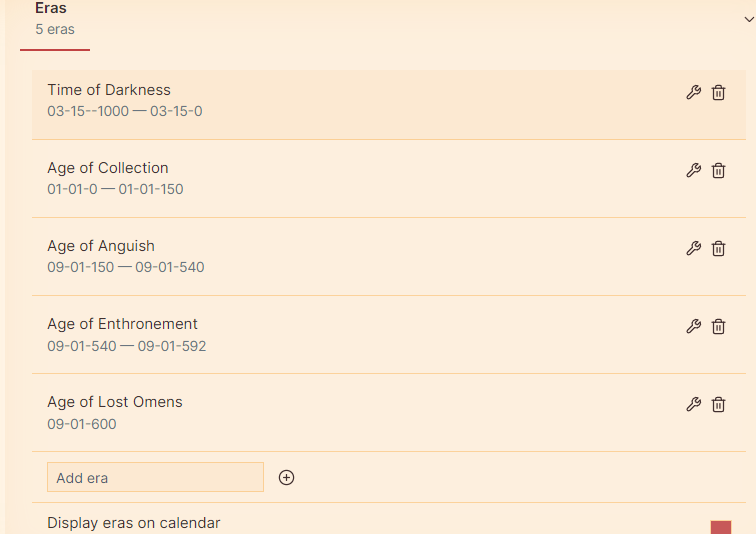 Eras
5 eras
Time of Darkness
03-15--1000 — 03-15-0
Age of Collection
01-01-0 — 01-01-150
Age of Anguish
09-01-150 — 09-01-540
Age of Enthronement
09-01-540 — 09-01-592
Age of Lost Omens
09-01-600
Add era
Display eras on calendar